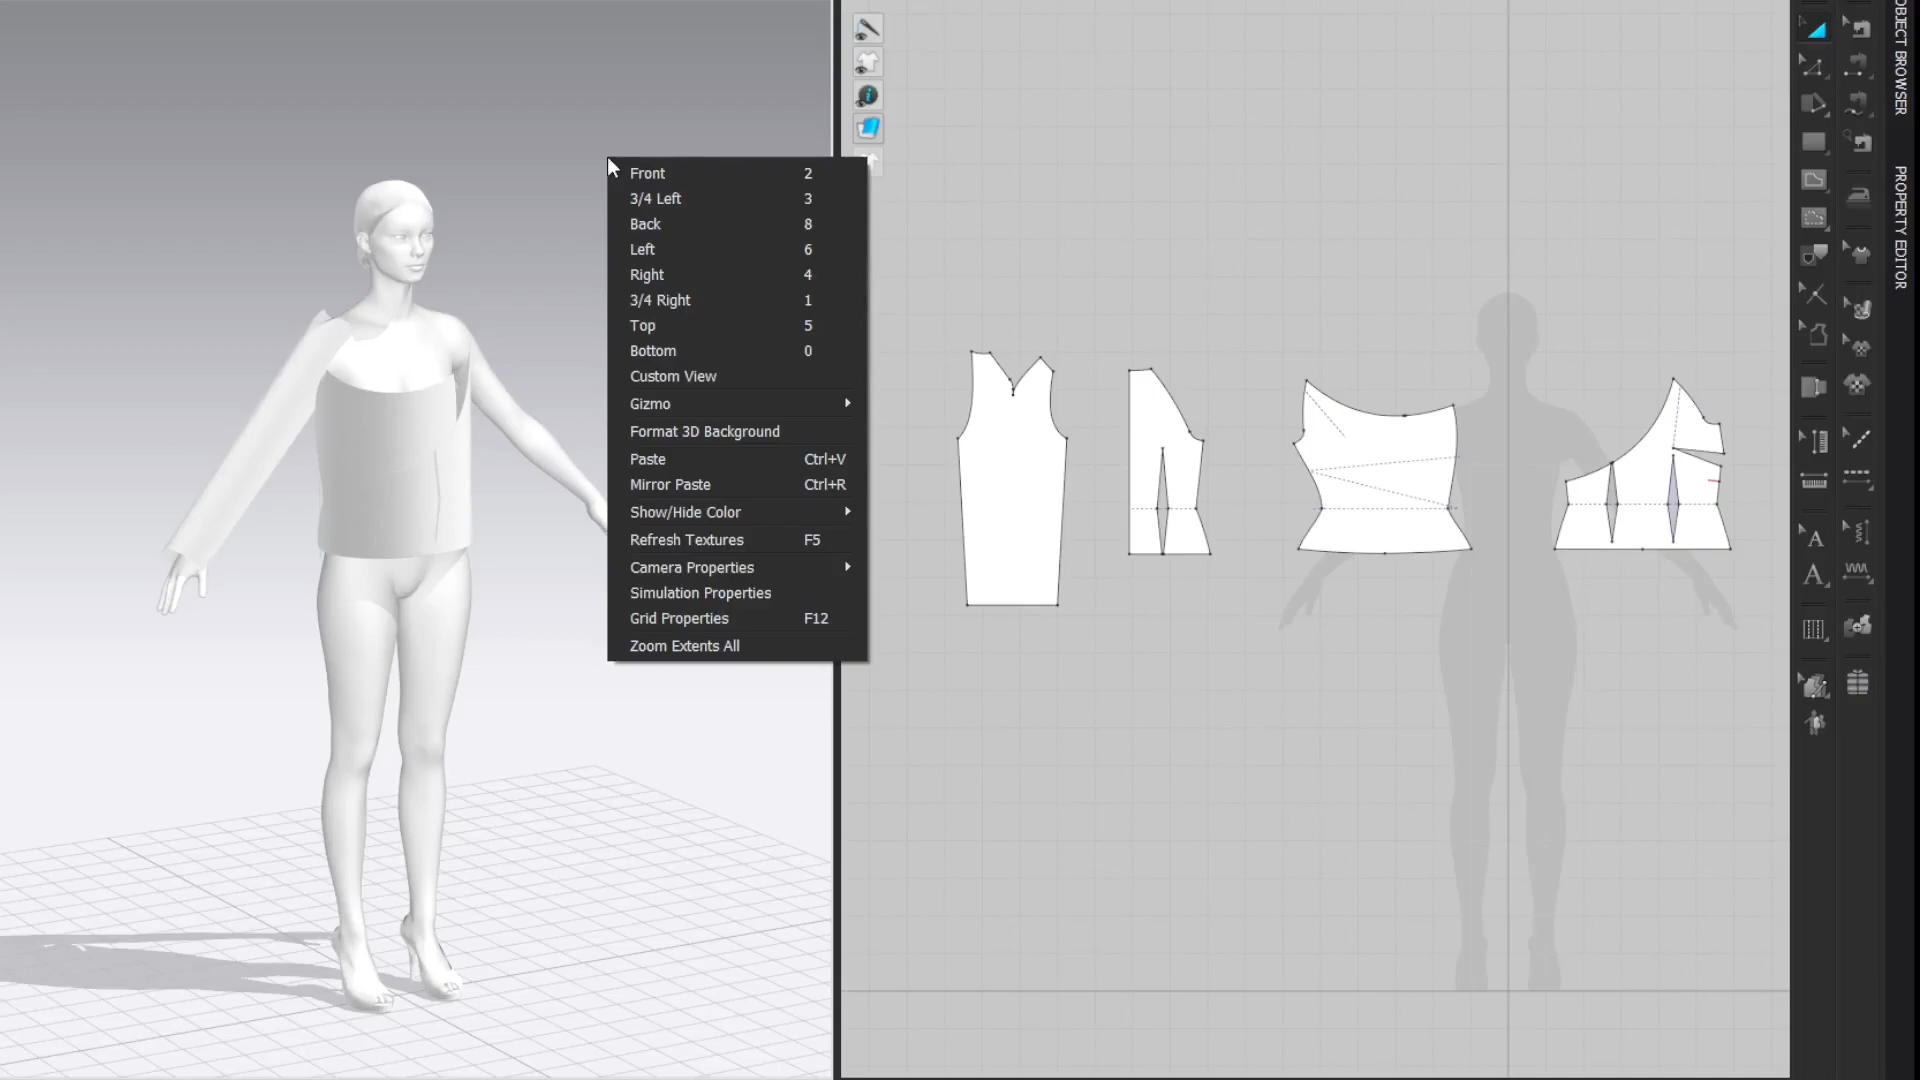 Front 2
3/4 Left 3
Back 8
Left 6
Right 4
3/4 Right 1
Top 5
Bottom 0
Custom View
Gizmo
Format 3D Background
Paste Ctrl+V
Mirror Paste Ctrl+R
Show/Hide Color
Refresh Textures F5
Camera Properties
Simulation Properties
Grid Properties F12
Zoom Extents All
OBJECT BROWSER
PROPERTY EDITOR